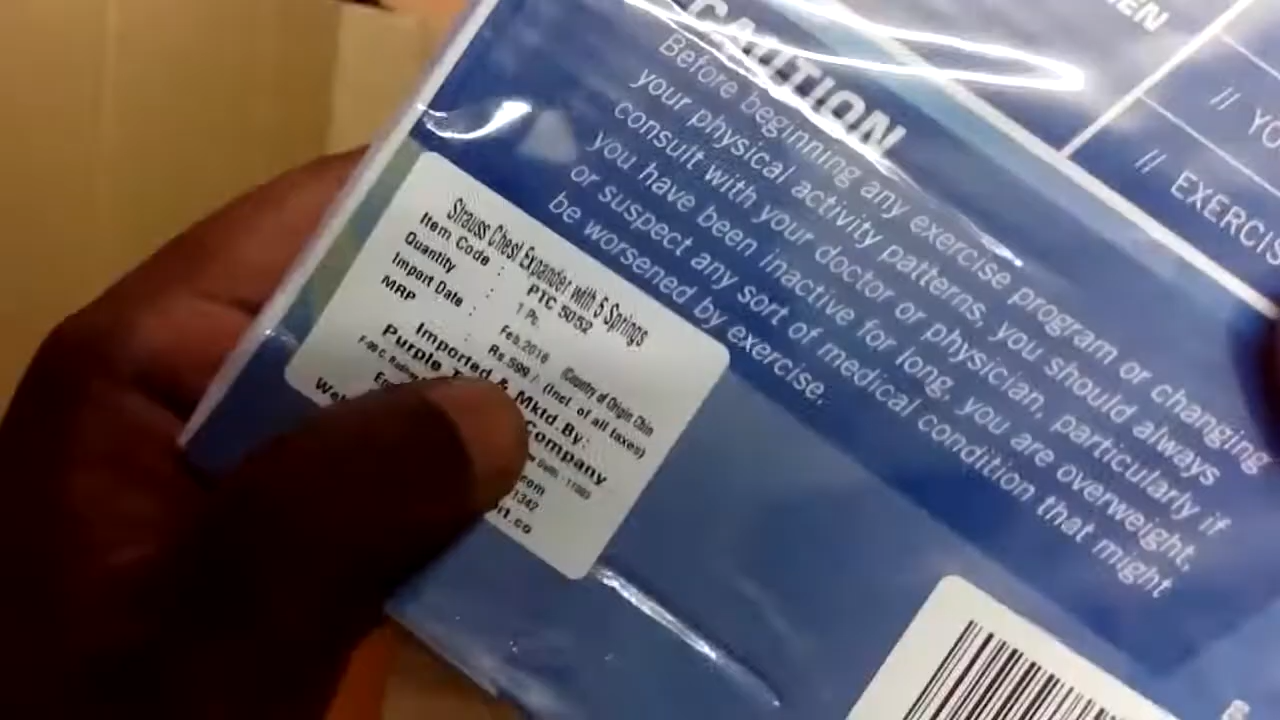 CAUTION
Before beginning any exercise program or changing
your physical activity patterns, you should always
consult with your doctor or physician, particularly if
you have been inactive for long, you are overweight,
or suspect any sort of medical condition that might
be worsened by exercise.
// YO
// EXERCIS
Strauss Chest Expander with 5 Springs
Item Code : PTC 5052
Quantity : 1 Pc.
Import Date : Feb.2016 (Country of Origin Chin
MRP : Rs.599/- (Incl. of all taxes)
Imported & Mktd.By:
Purple Company